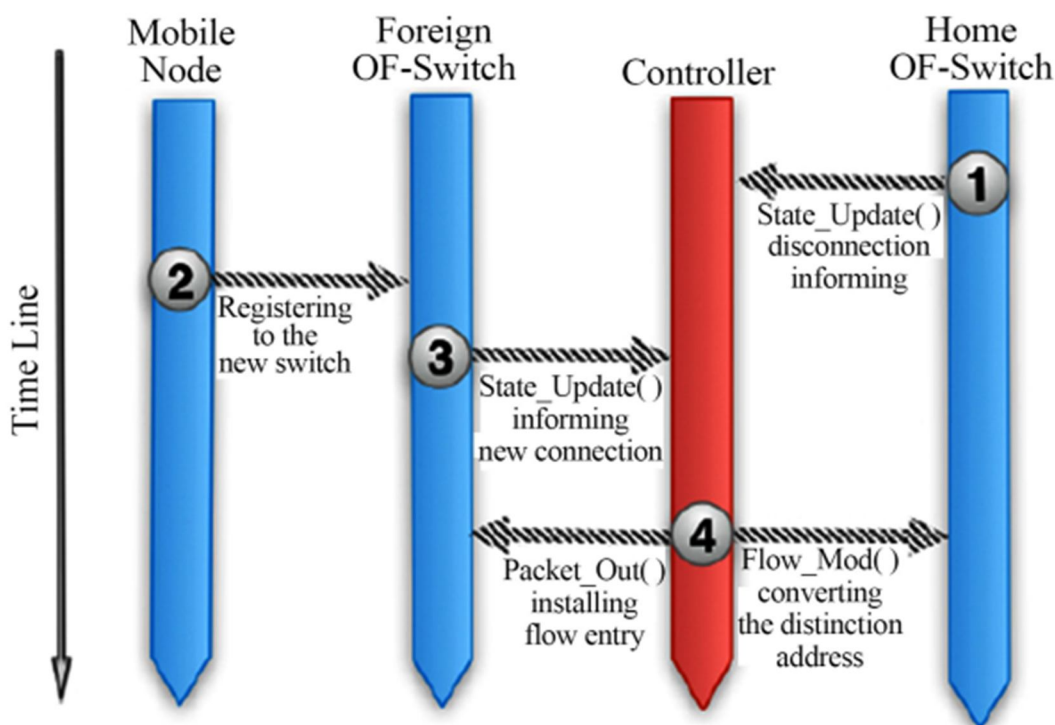 Mobile
Node
Foreign
OF-Switch
Controller
Home
OF-Switch
Time Line
1
State_Update( )
disconnection
informing
2
Registering
to the
new switch
3
State_Update( )
informing
new connection
4
Packet_Out( )
installing
flow entry
Flow_Mod( )
converting
the distinction
address